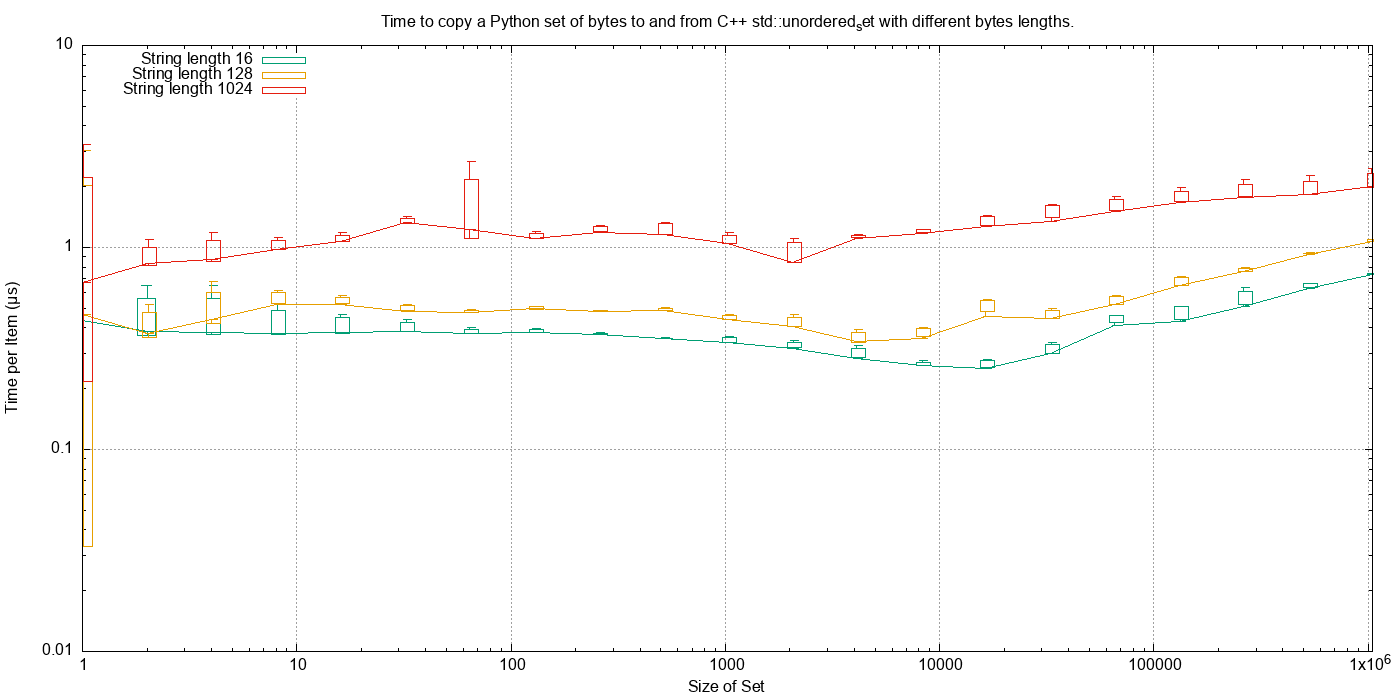 Time to copy a Python set of bytes to and from C++ std::unordered_set with different bytes lengths.
10
String length 16
String length 128
String length 1024
1
Time per Item (µs)
0.1
0.01
1 10 100 1000 10000 100000 1x10⁶
Size of Set